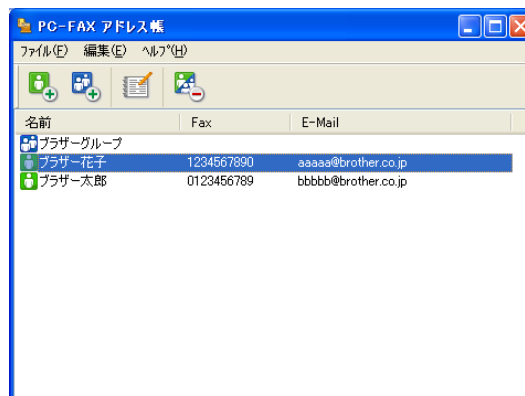 PC-FAX アドレス帳
ファイル(F) 編集(E) ヘルプ(H)
名前 Fax E-Mail
ブラザーグループ
ブラザー花子 1234567890 aaaaa@brother.co.jp
ブラザー太郎 0123456789 bbbbb@brother.co.jp